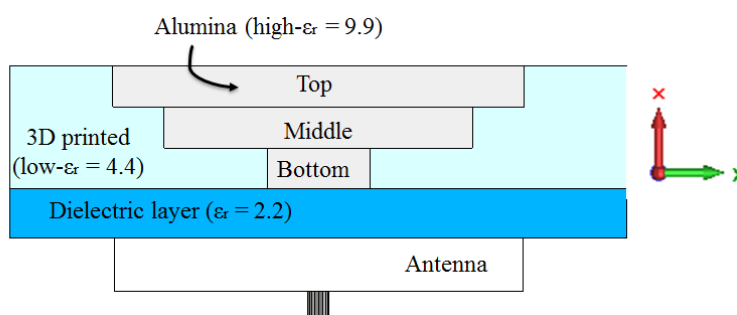 Alumina (high-εr = 9.9)
Top
Middle
3D printed
(low-εr = 4.4)
Bottom
Dielectric layer (εr = 2.2)
Antenna
x